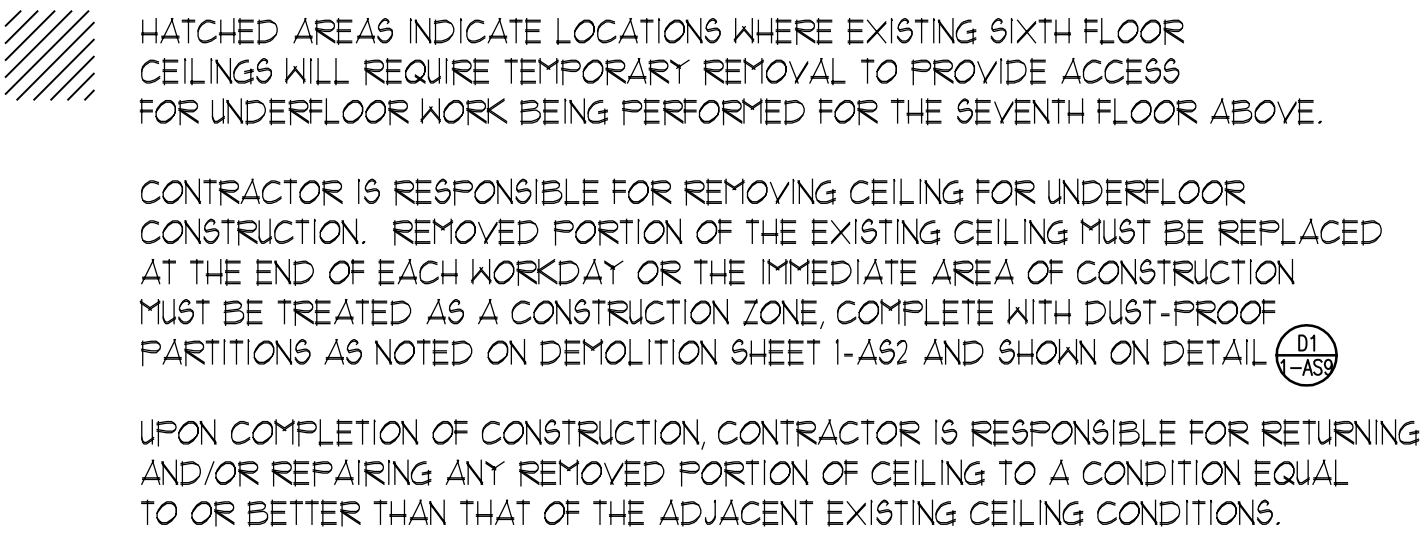 HATCHED AREAS INDICATE LOCATIONS WHERE EXISTING SIXTH FLOOR
CEILINGS WILL REQUIRE TEMPORARY REMOVAL TO PROVIDE ACCESS
FOR UNDERFLOOR WORK BEING PERFORMED FOR THE SEVENTH FLOOR ABOVE.
CONTRACTOR IS RESPONSIBLE FOR REMOVING CEILING FOR UNDERFLOOR
CONSTRUCTION. REMOVED PORTION OF THE EXISTING CEILING MUST BE REPLACED
AT THE END OF EACH WORKDAY OR THE IMMEDIATE AREA OF CONSTRUCTION
MUST BE TREATED AS A CONSTRUCTION ZONE, COMPLETE WITH DUST-PROOF
PARTITIONS AS NOTED ON DEMOLITION SHEET 1-AS2 AND SHOWN ON DETAIL
D1
1-AS9
UPON COMPLETION OF CONSTRUCTION, CONTRACTOR IS RESPONSIBLE FOR RETURNING
AND/OR REPAIRING ANY REMOVED PORTION OF CEILING TO A CONDITION EQUAL
TO OR BETTER THAN THAT OF THE ADJACENT EXISTING CEILING CONDITIONS.